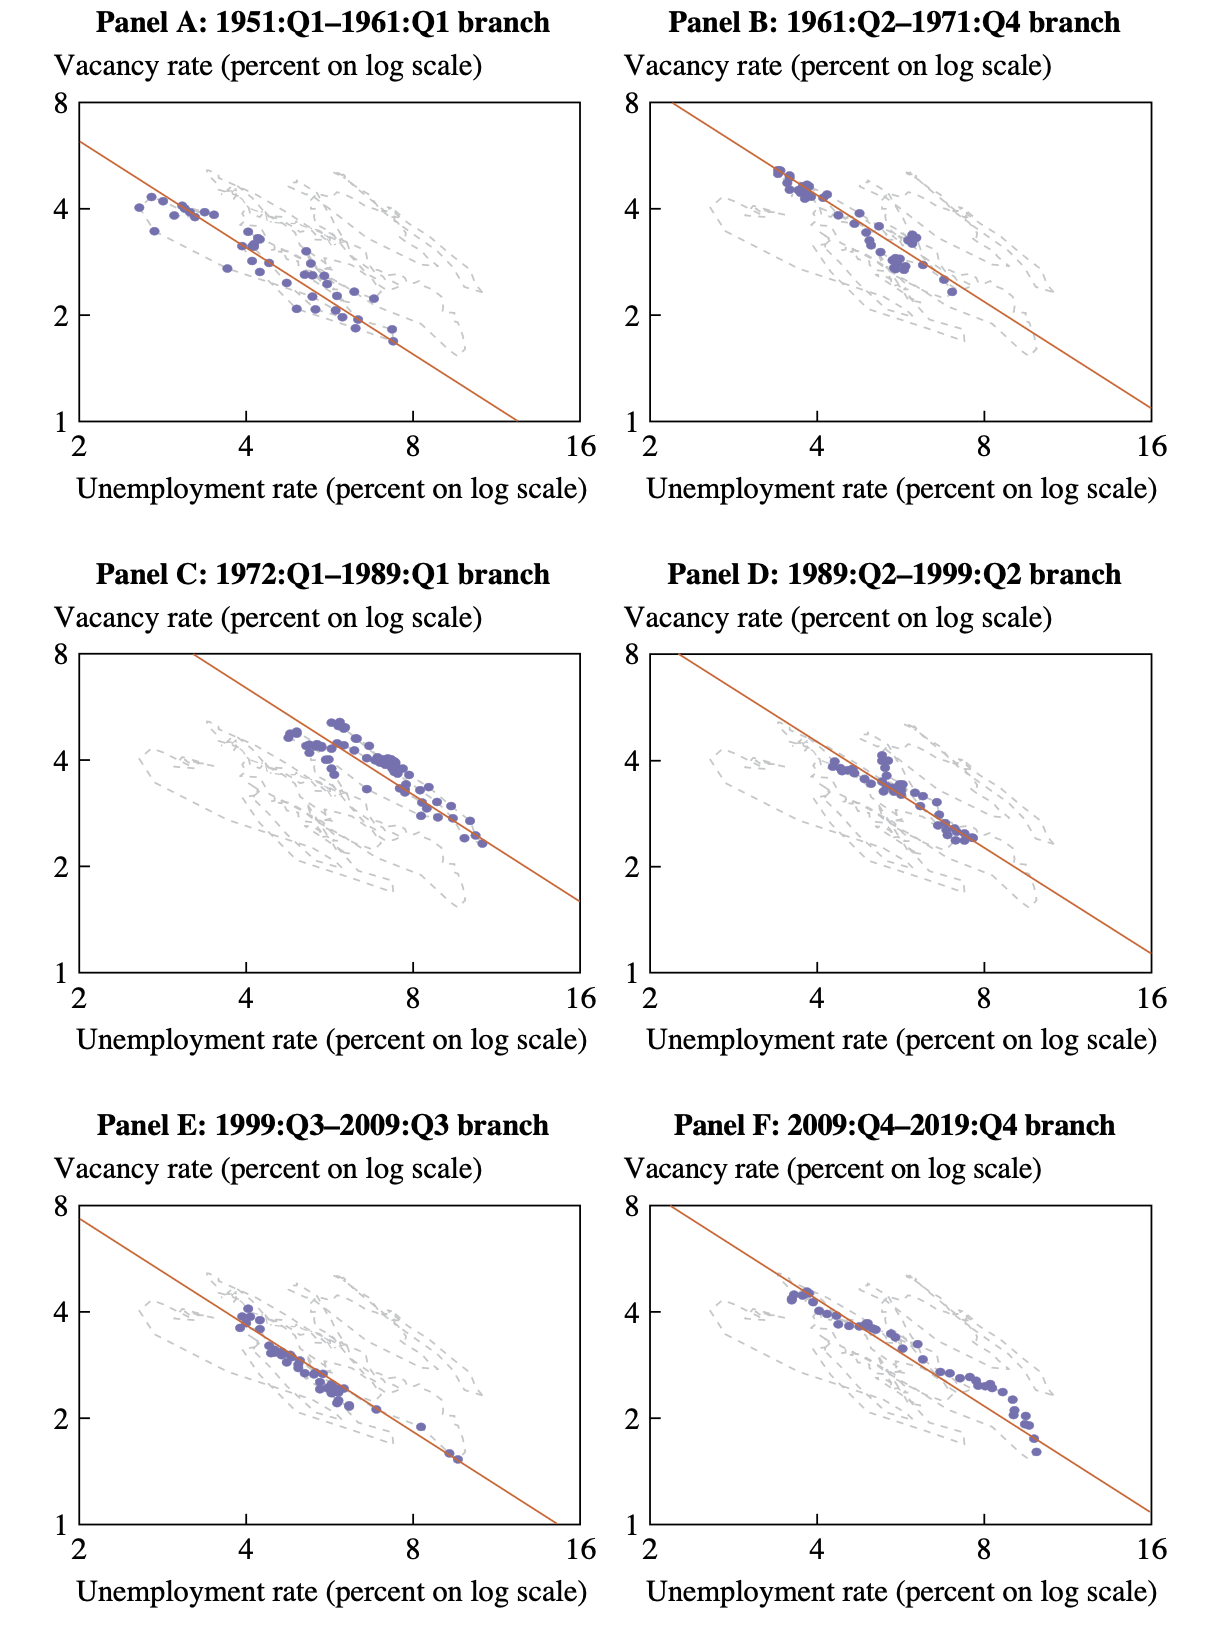 Panel A: 1951:Q1–1961:Q1 branch
Vacancy rate (percent on log scale)
8
4
2
1
2 4 8 16
Unemployment rate (percent on log scale)
Panel B: 1961:Q2–1971:Q4 branch
Vacancy rate (percent on log scale)
8
4
2
1
2 4 8 16
Unemployment rate (percent on log scale)
Panel C: 1972:Q1–1989:Q1 branch
Vacancy rate (percent on log scale)
8
4
2
1
2 4 8 16
Unemployment rate (percent on log scale)
Panel D: 1989:Q2–1999:Q2 branch
Vacancy rate (percent on log scale)
8
4
2
1
2 4 8 16
Unemployment rate (percent on log scale)
Panel E: 1999:Q3–2009:Q3 branch
Vacancy rate (percent on log scale)
8
4
2
1
2 4 8 16
Unemployment rate (percent on log scale)
Panel F: 2009:Q4–2019:Q4 branch
Vacancy rate (percent on log scale)
8
4
2
1
2 4 8 16
Unemployment rate (percent on log scale)